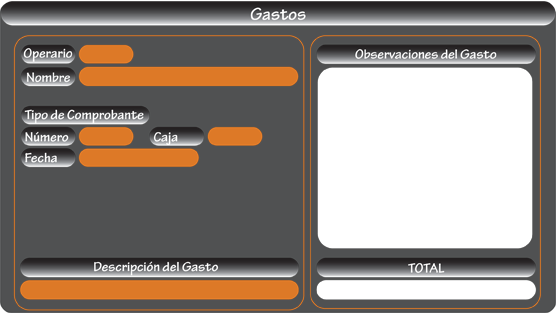 Gastos
Operario
Nombre
Tipo de Comprobante
Número
Caja
Fecha
Descripción del Gasto
Observaciones del Gasto
TOTAL